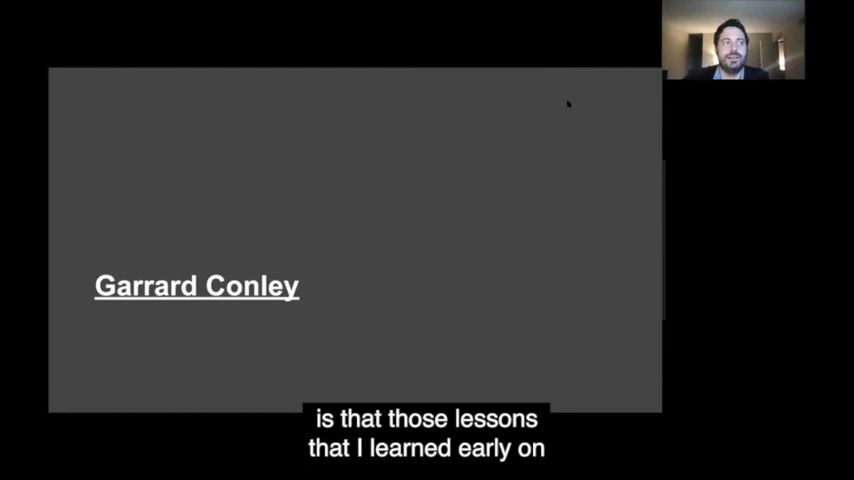 Garrard Conley
is that those lessons
that I learned early on